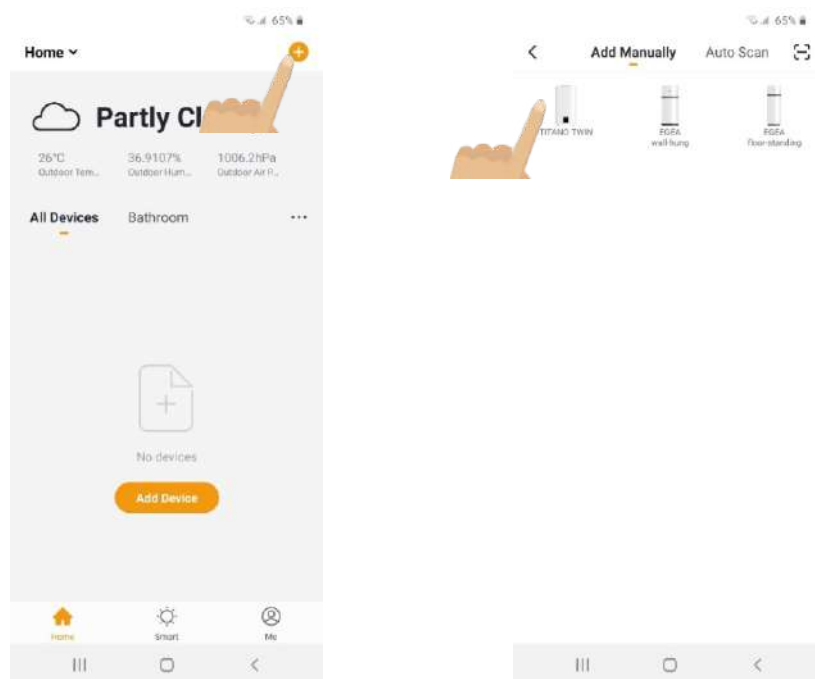 65%
Home
Partly Cl
26°C
36.9107%
1006.2hPa
Outdoor Tem...
Outdoor Hum...
Outdoor Air P...
All Devices
Bathroom
No devices
Add Device
Home
Smart
Me
65%
Add Manually
Auto Scan
TITANO TWIN
EGEA
wall-hung
EGEA
floor-standing